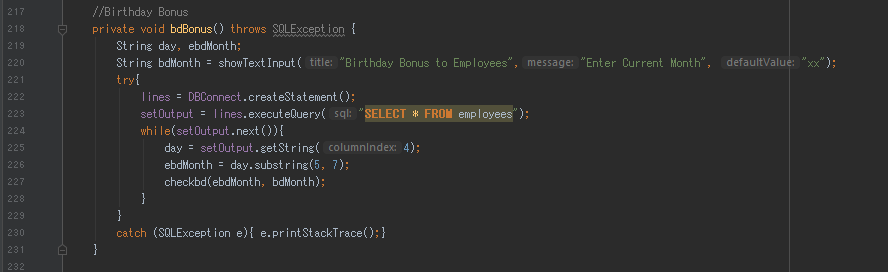 217 //Birthday Bonus
218 private void bdBonus() throws SQLException {
219 String day, ebdMonth;
220 String bdMonth = showTextInput( title: "Birthday Bonus to Employees", message: "Enter Current Month", defaultValue: "xx");
221 try{
222 lines = DBConnect.createStatement();
223 setOutput = lines.executeQuery( sql: "SELECT * FROM employees");
224 while(setOutput.next()){
225 day = setOutput.getString( columnIndex: 4);
226 ebdMonth = day.substring(5, 7);
227 checkbd(ebdMonth, bdMonth);
228 }
229 }
230 catch (SQLException e){ e.printStackTrace();}
231 }
232